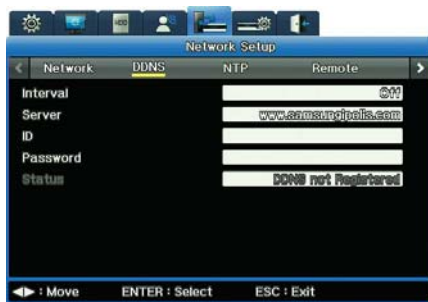 HDD
Network Setup
Network DDNS NTP Remote
Interval Off
Server www.samsungipolis.com
ID
Password
Status DDNS not Registered
◀▶ : Move ENTER : Select ESC : Exit